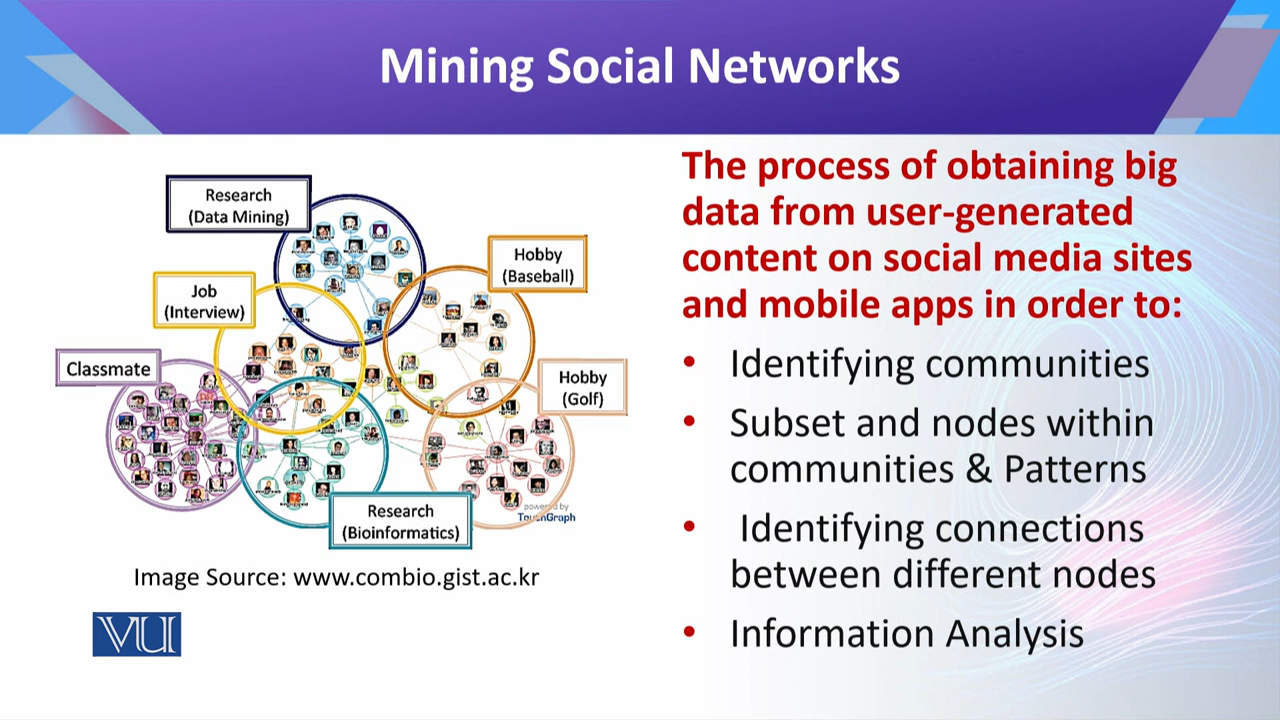 Mining Social Networks
Research
(Data Mining)
Hobby
(Baseball)
Job
(Interview)
Classmate
Hobby
(Golf)
Research
(Bioinformatics)
powered by
TouchGraph
Image Source: www.combio.gist.ac.kr
VU
The process of obtaining big
data from user-generated
content on social media sites
and mobile apps in order to:
• Identifying communities
• Subset and nodes within
communities & Patterns
• Identifying connections
between different nodes
• Information Analysis